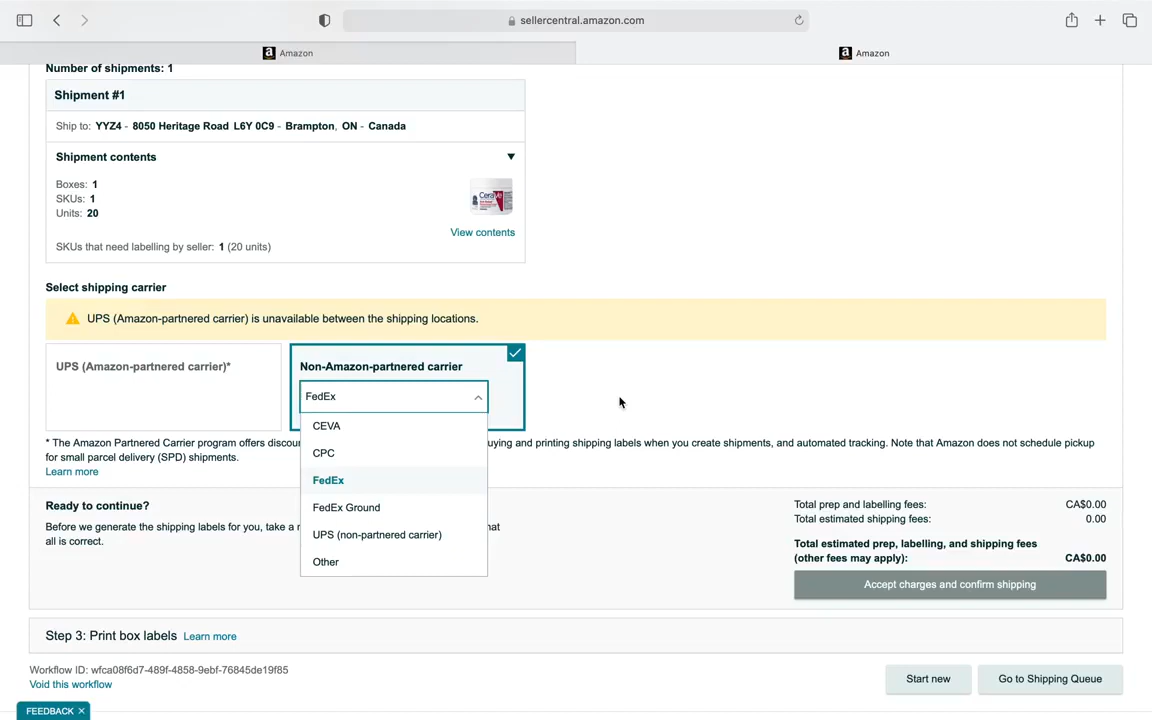 sellercentral.amazon.com
Amazon
Amazon
Number of shipments: 1
Shipment #1
Ship to: YYZ4 - 8050 Heritage Road L6Y 0C9 - Brampton, ON - Canada
Shipment contents
Boxes: 1
SKUs: 1
Units: 20
CeraVe
View contents
SKUs that need labelling by seller: 1 (20 units)
Select shipping carrier
UPS (Amazon-partnered carrier) is unavailable between the shipping locations.
UPS (Amazon-partnered carrier)*
Non-Amazon-partnered carrier
FedEx
CEVA
CPC
FedEx
FedEx Ground
UPS (non-partnered carrier)
Other
* The Amazon Partnered Carrier program offers discou uying and printing shipping labels when you create shipments, and automated tracking. Note that Amazon does not schedule pickup
for small parcel delivery (SPD) shipments.
Learn more
Ready to continue?
Before we generate the shipping labels for you, take a hat
all is correct.
Total prep and labelling fees: CA$0.00
Total estimated shipping fees: 0.00
Total estimated prep, labelling, and shipping fees
(other fees may apply): CA$0.00
Accept charges and confirm shipping
Step 3: Print box labels Learn more
Workflow ID: wfca08f6d7-489f-4858-9ebf-76845de19f85
Void this workflow
Start new
Go to Shipping Queue
FEEDBACK ×